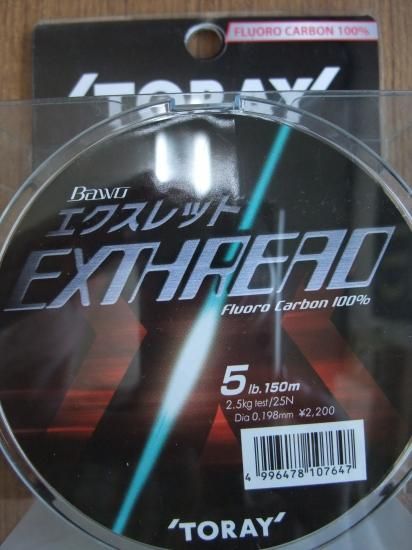 FLUORO CARBON 100%
'TORAY'
Bawo
エクスレット
EXTHREAD
Fluoro Carbon 100%
5 lb. 150m
2.5kg test/25N
Dia 0.198mm ¥2,200
4 996478 107647
'TORAY'